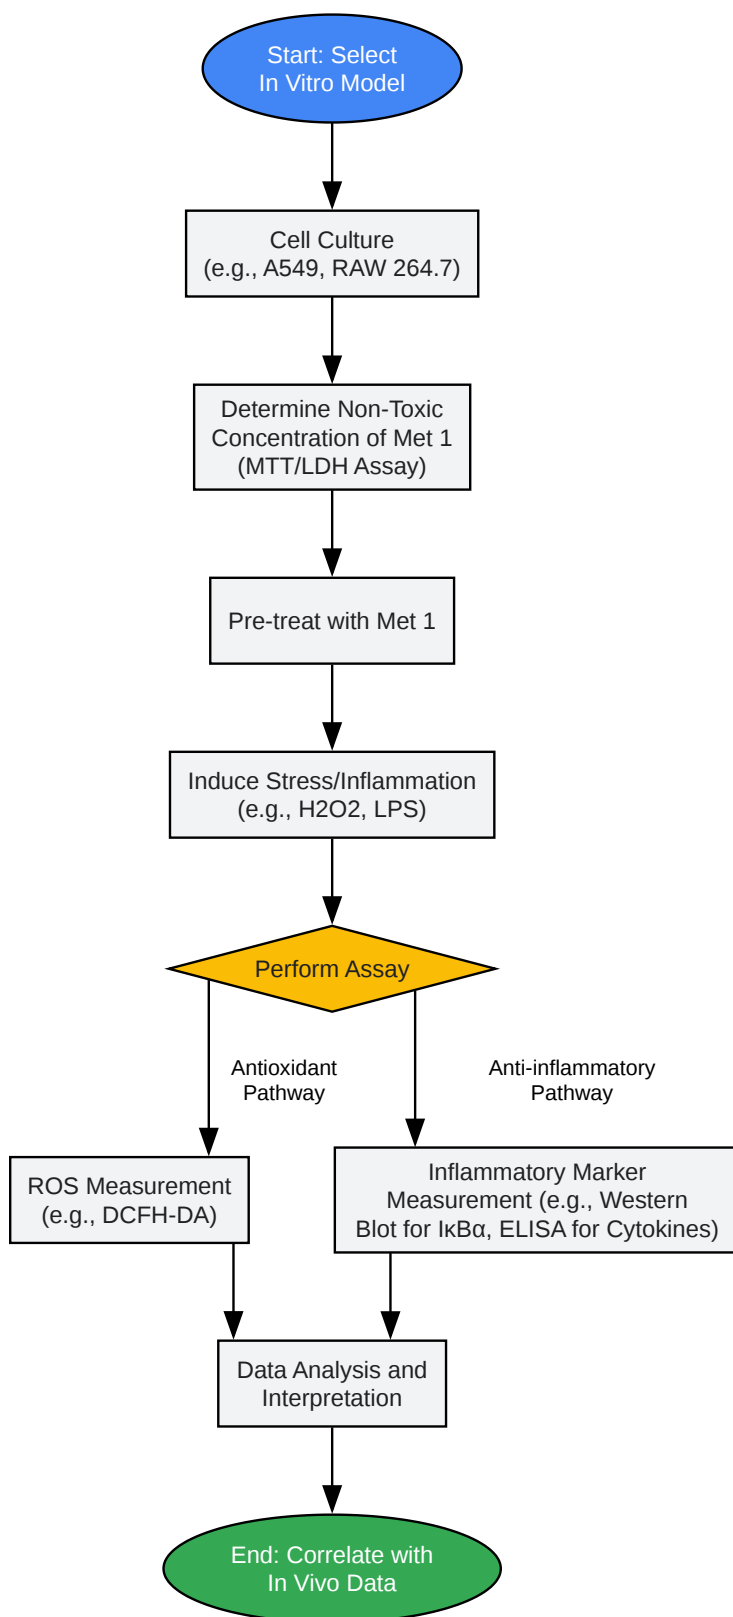 Start: Select
In Vitro Model
Cell Culture
(e.g., A549, RAW 264.7)
Determine Non-Toxic
Concentration of Met 1
(MTT/LDH Assay)
Pre-treat with Met 1
Induce Stress/Inflammation
(e.g., H2O2, LPS)
Perform Assay
Antioxidant
Pathway
Anti-inflammatory
Pathway
ROS Measurement
(e.g., DCFH-DA)
Inflammatory Marker
Measurement (e.g., Western
Blot for IκBα, ELISA for Cytokines)
Data Analysis and
Interpretation
End: Correlate with
In Vivo Data